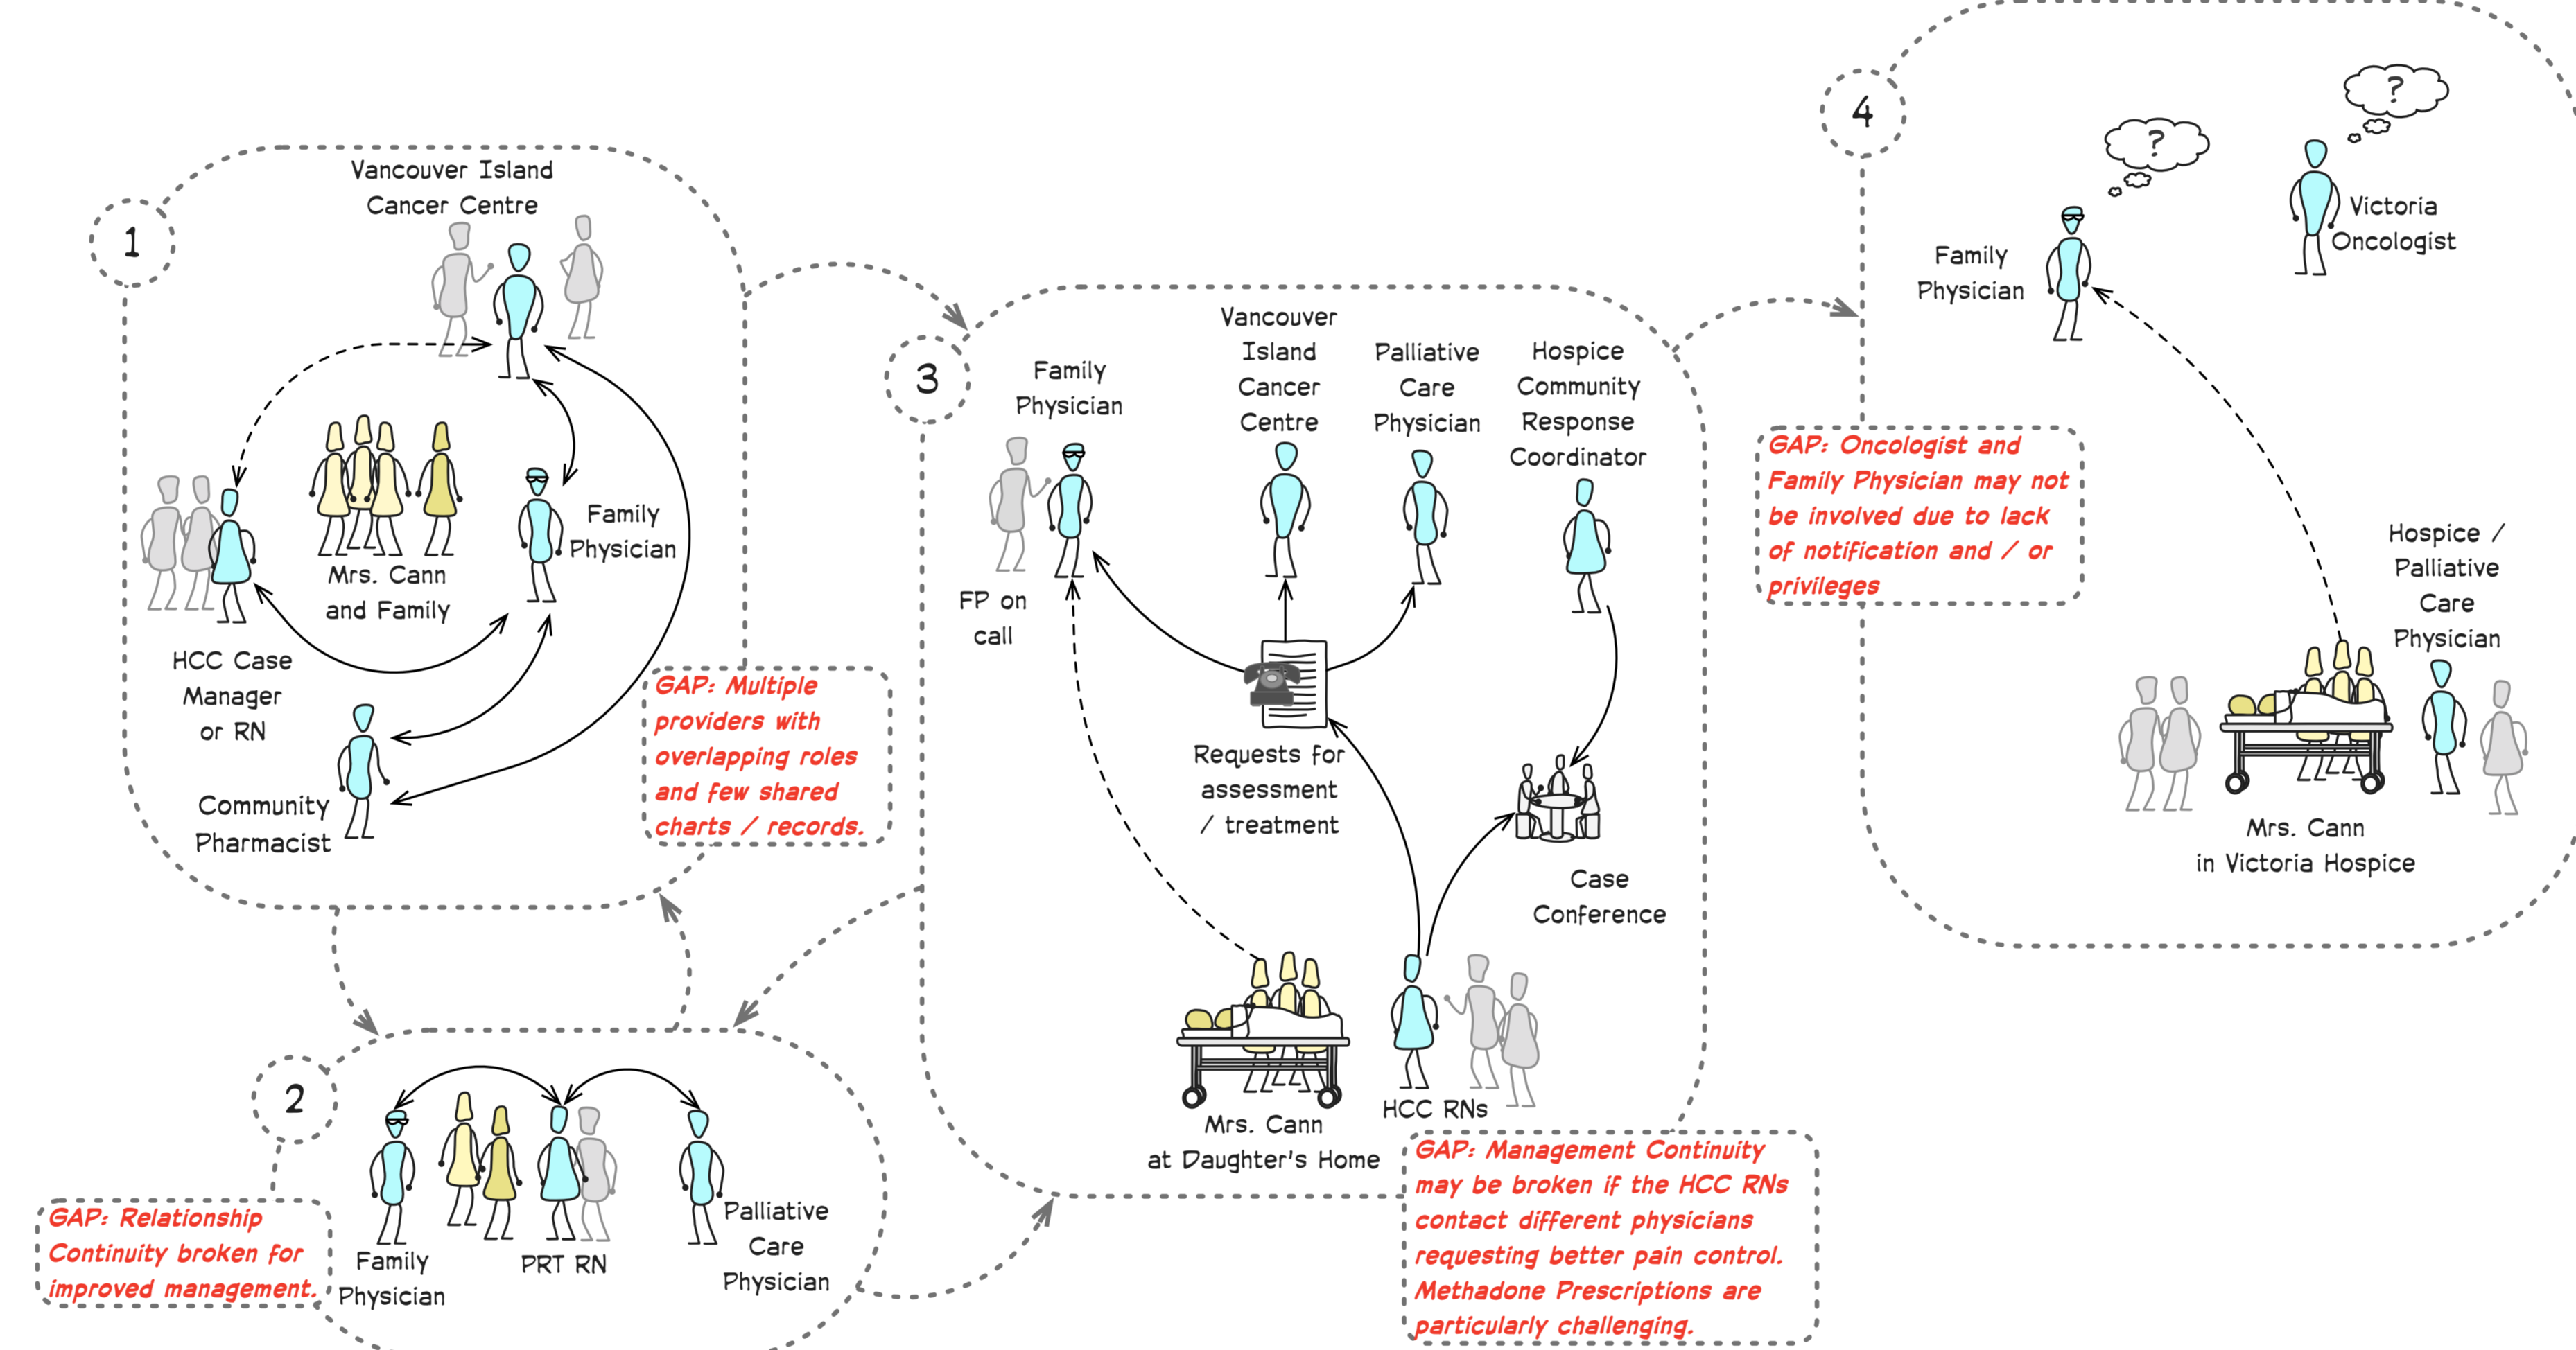 1
Vancouver Island
Cancer Centre
Family
Physician
Mrs. Cann
and Family
HCC Case
Manager
or RN
Community
Pharmacist
GAP: Multiple
providers with
overlapping roles
and few shared
charts / records.
2
GAP: Relationship
Continuity broken for
improved management.
Family
Physician
PRT RN
Palliative
Care
Physician
3
Family
Physician
FP on
call
Vancouver
Island
Cancer
Centre
Palliative
Care
Physician
Hospice
Community
Response
Coordinator
Requests for
assessment
/ treatment
Case
Conference
Mrs. Cann
at Daughter's Home
HCC RNs
GAP: Management Continuity
may be broken if the HCC RNs
contact different physicians
requesting better pain control.
Methadone Prescriptions are
particularly challenging.
4
?
?
Family
Physician
Victoria
Oncologist
GAP: Oncologist and
Family Physician may not
be involved due to lack
of notification and / or
privileges
Hospice /
Palliative
Care
Physician
Mrs. Cann
in Victoria Hospice